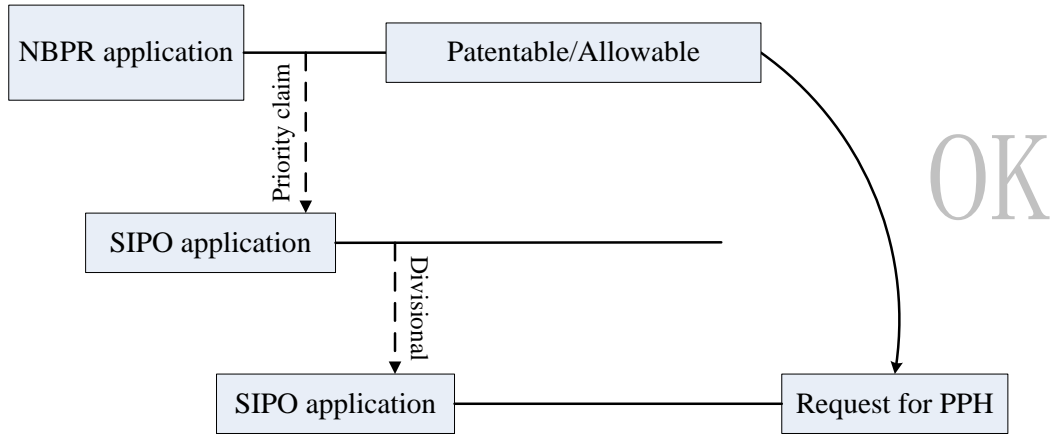 NBPR application
Patentable/Allowable
Priority claim
OK
SIPO application
Divisional
SIPO application
Request for PPH